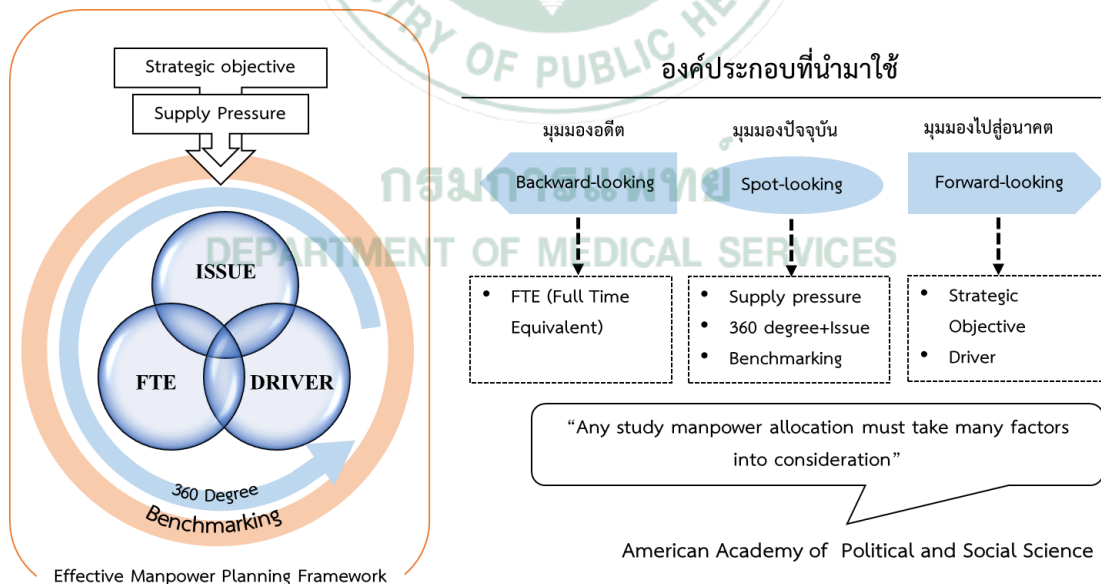 Strategic objective
Supply Pressure
ISSUE
FTE
DRIVER
360 Degree
Benchmarking
Effective Manpower Planning Framework
องค์ประกอบที่นำมาใช้
มุมมองอดีต
มุมมองปัจจุบัน
มุมมองไปสู่อนาคต
Backward-looking
Spot-looking
Forward-looking
• FTE (Full Time
Equivalent)
• Supply pressure
• 360 degree+Issue
• Benchmarking
• Strategic
Objective
• Driver
“Any study manpower allocation must take many factors
into consideration”
American Academy of Political and Social Science
OF PUBLIC
กรมการแพทย์
DEPARTMENT OF MEDICAL SERVICES